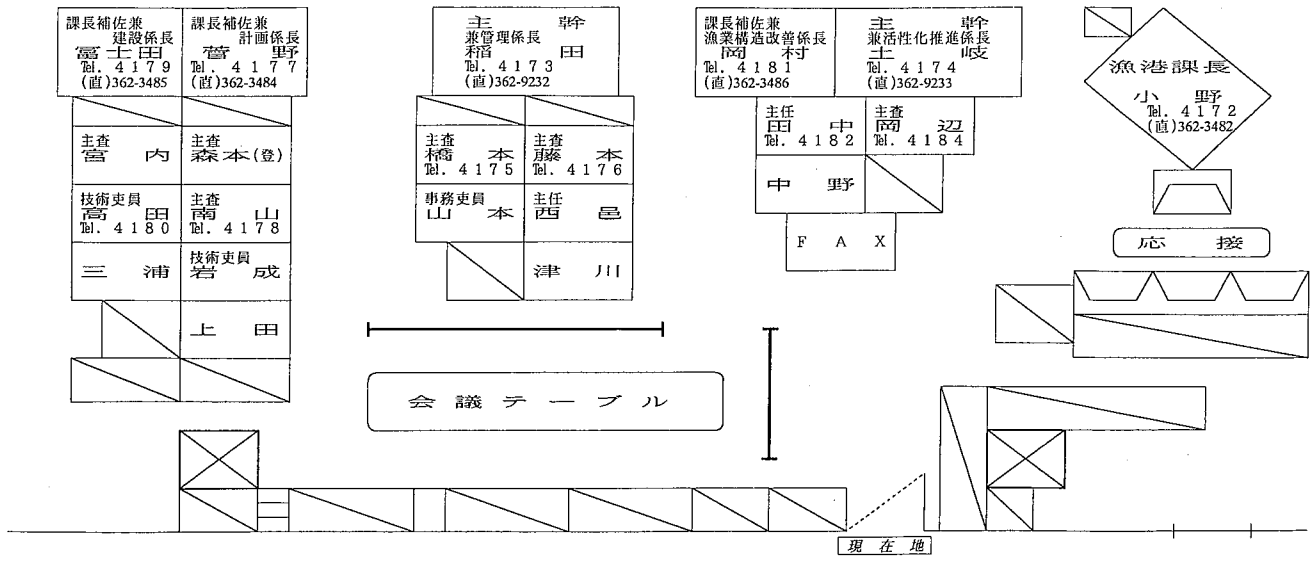 課長補佐兼
建設係長
冨士田
Tel. 4179
(直)362-3485
課長補佐兼
計画係長
菅野
Tel. 4177
(直)362-3484
主査
宮内
主査
森本(登)
技術吏員
高田
Tel. 4180
主査
南山
Tel. 4178
三浦
技術吏員
岩成
上田
主幹
兼管理係長
稲田
Tel. 4173
(直)362-9232
主査
橋本
Tel. 4175
主査
藤本
Tel. 4176
事務吏員
山本
主任
西邑
津川
課長補佐兼
漁業構造改善係長
岡村
Tel. 4181
(直)362-3486
主幹
兼活性化推進係長
土岐
Tel. 4174
(直)362-9233
主任
田中
Tel. 4182
主査
岡辺
Tel. 4184
中野
FAX
漁港課長
小野
Tel. 4172
(直)362-3482
応接
会議テーブル
現在地